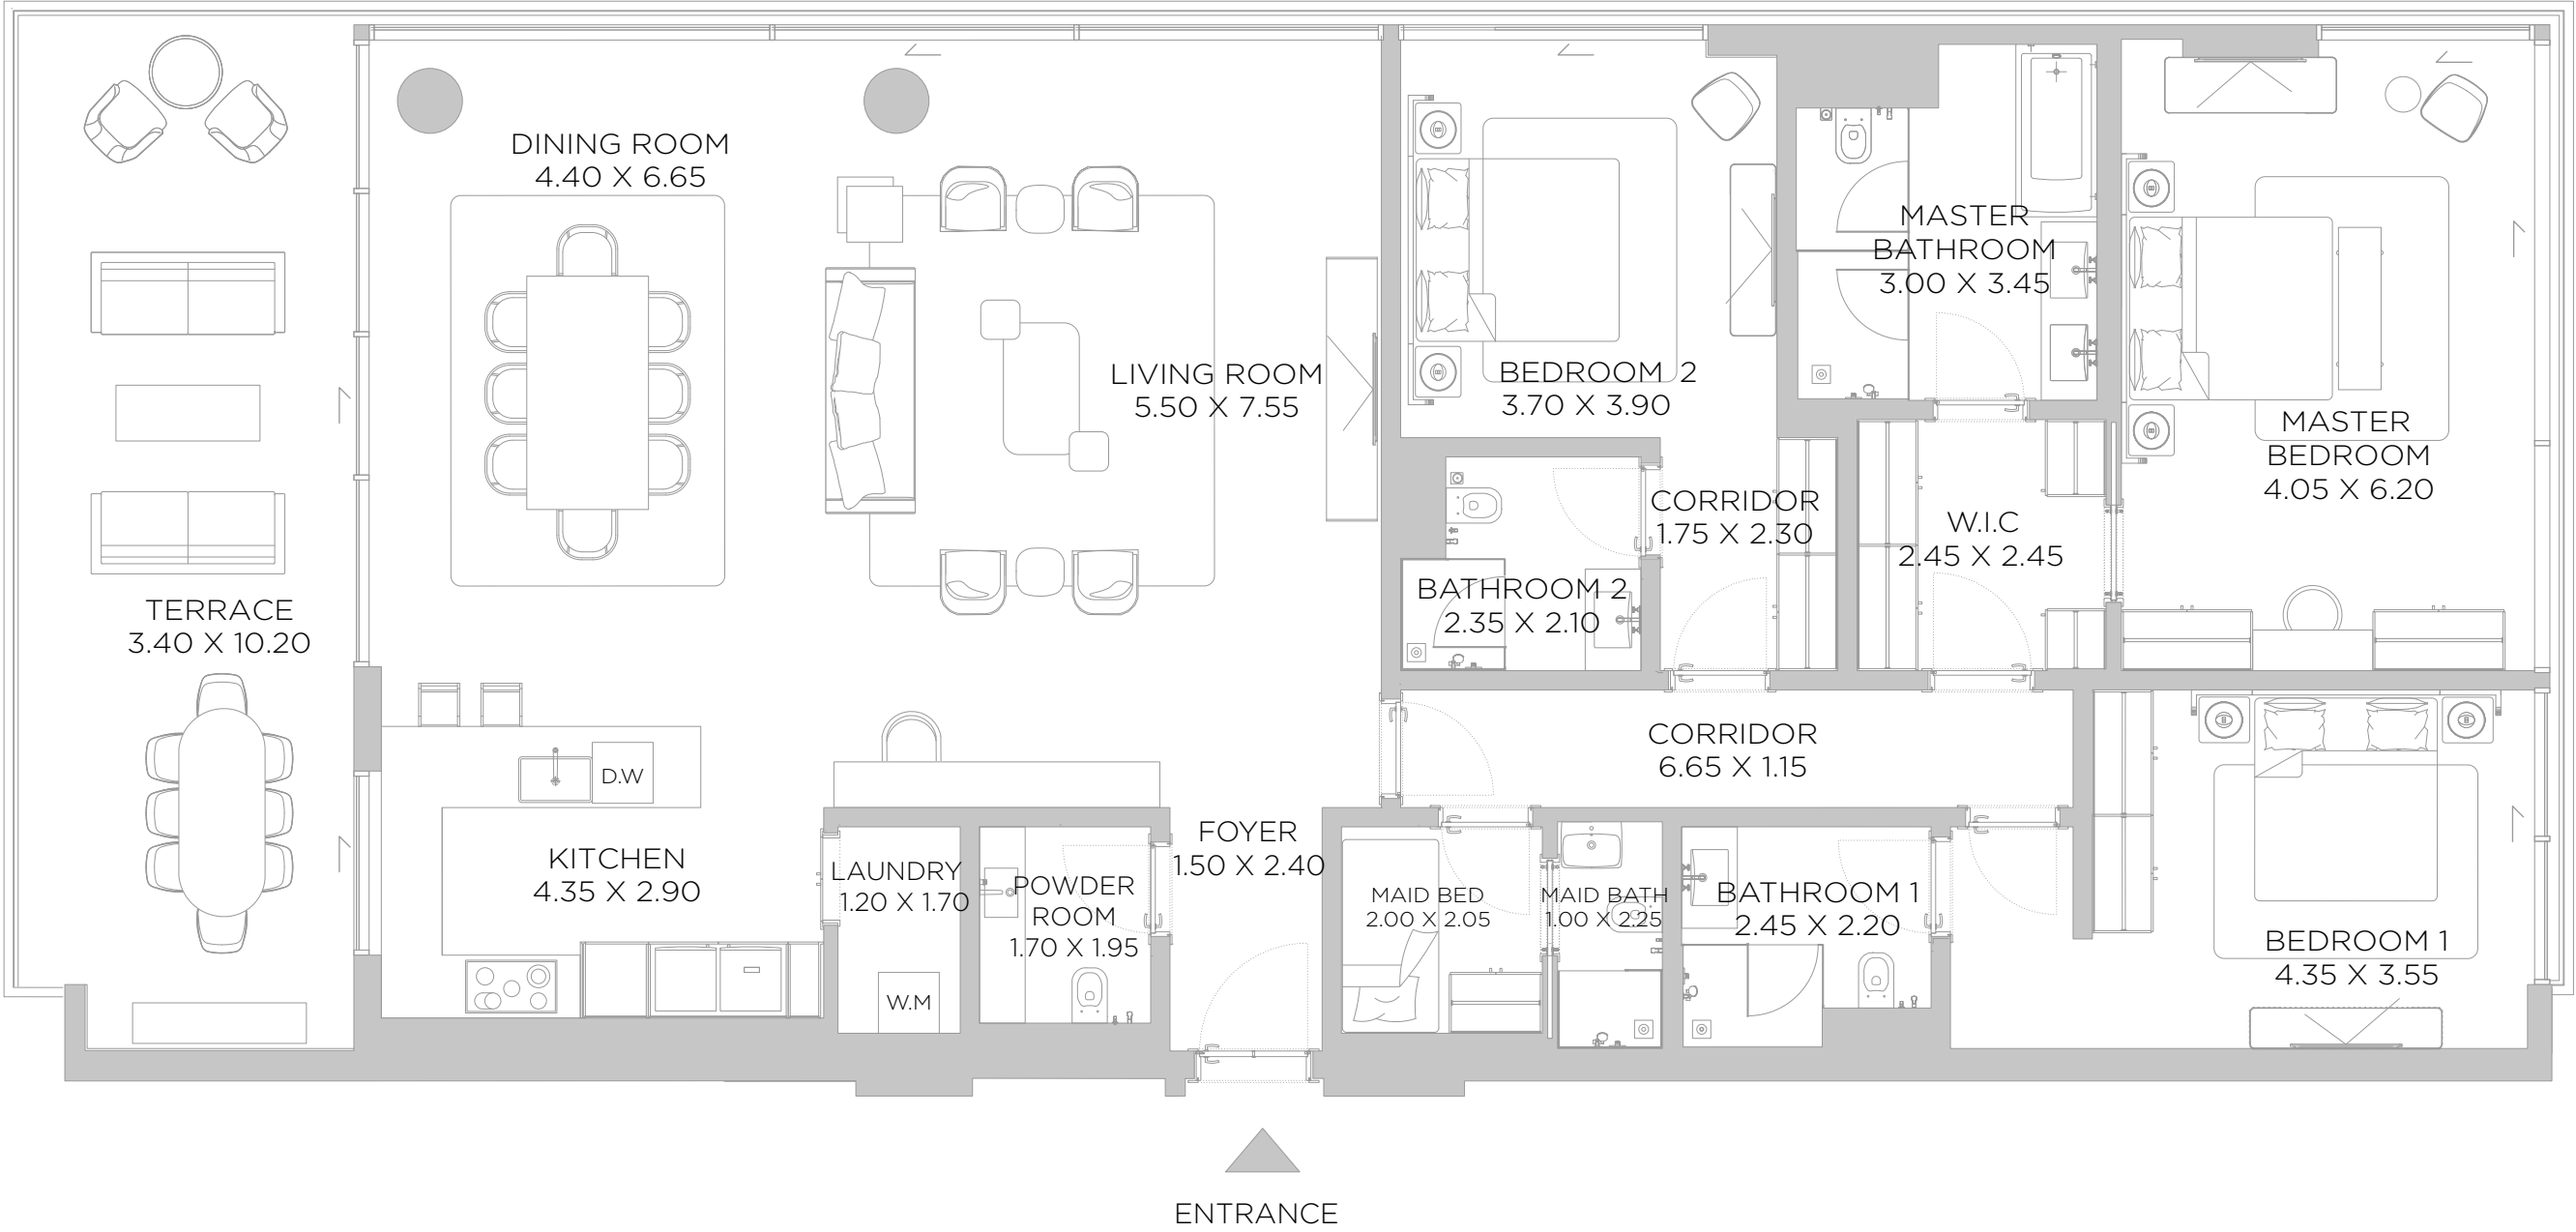 DINING ROOM
4.40 X 6.65
MASTER
BATHROOM
3.00 X 3.45
LIVING ROOM
5.50 X 7.55
BEDROOM 2
3.70 X 3.90
MASTER
BEDROOM
4.05 X 6.20
CORRIDOR
1.75 X 2.30
W.I.C
2.45 X 2.45
BATHROOM 2
2.35 X 2.10
TERRACE
3.40 X 10.20
CORRIDOR
6.65 X 1.15
D.W
KITCHEN
4.35 X 2.90
LAUNDRY
1.20 X 1.70
POWDER
ROOM
1.70 X 1.95
FOYER
1.50 X 2.40
MAID BED
2.00 X 2.05
MAID BATH
1.00 X 2.25
BATHROOM 1
2.45 X 2.20
BEDROOM 1
4.35 X 3.55
W.M
ENTRANCE